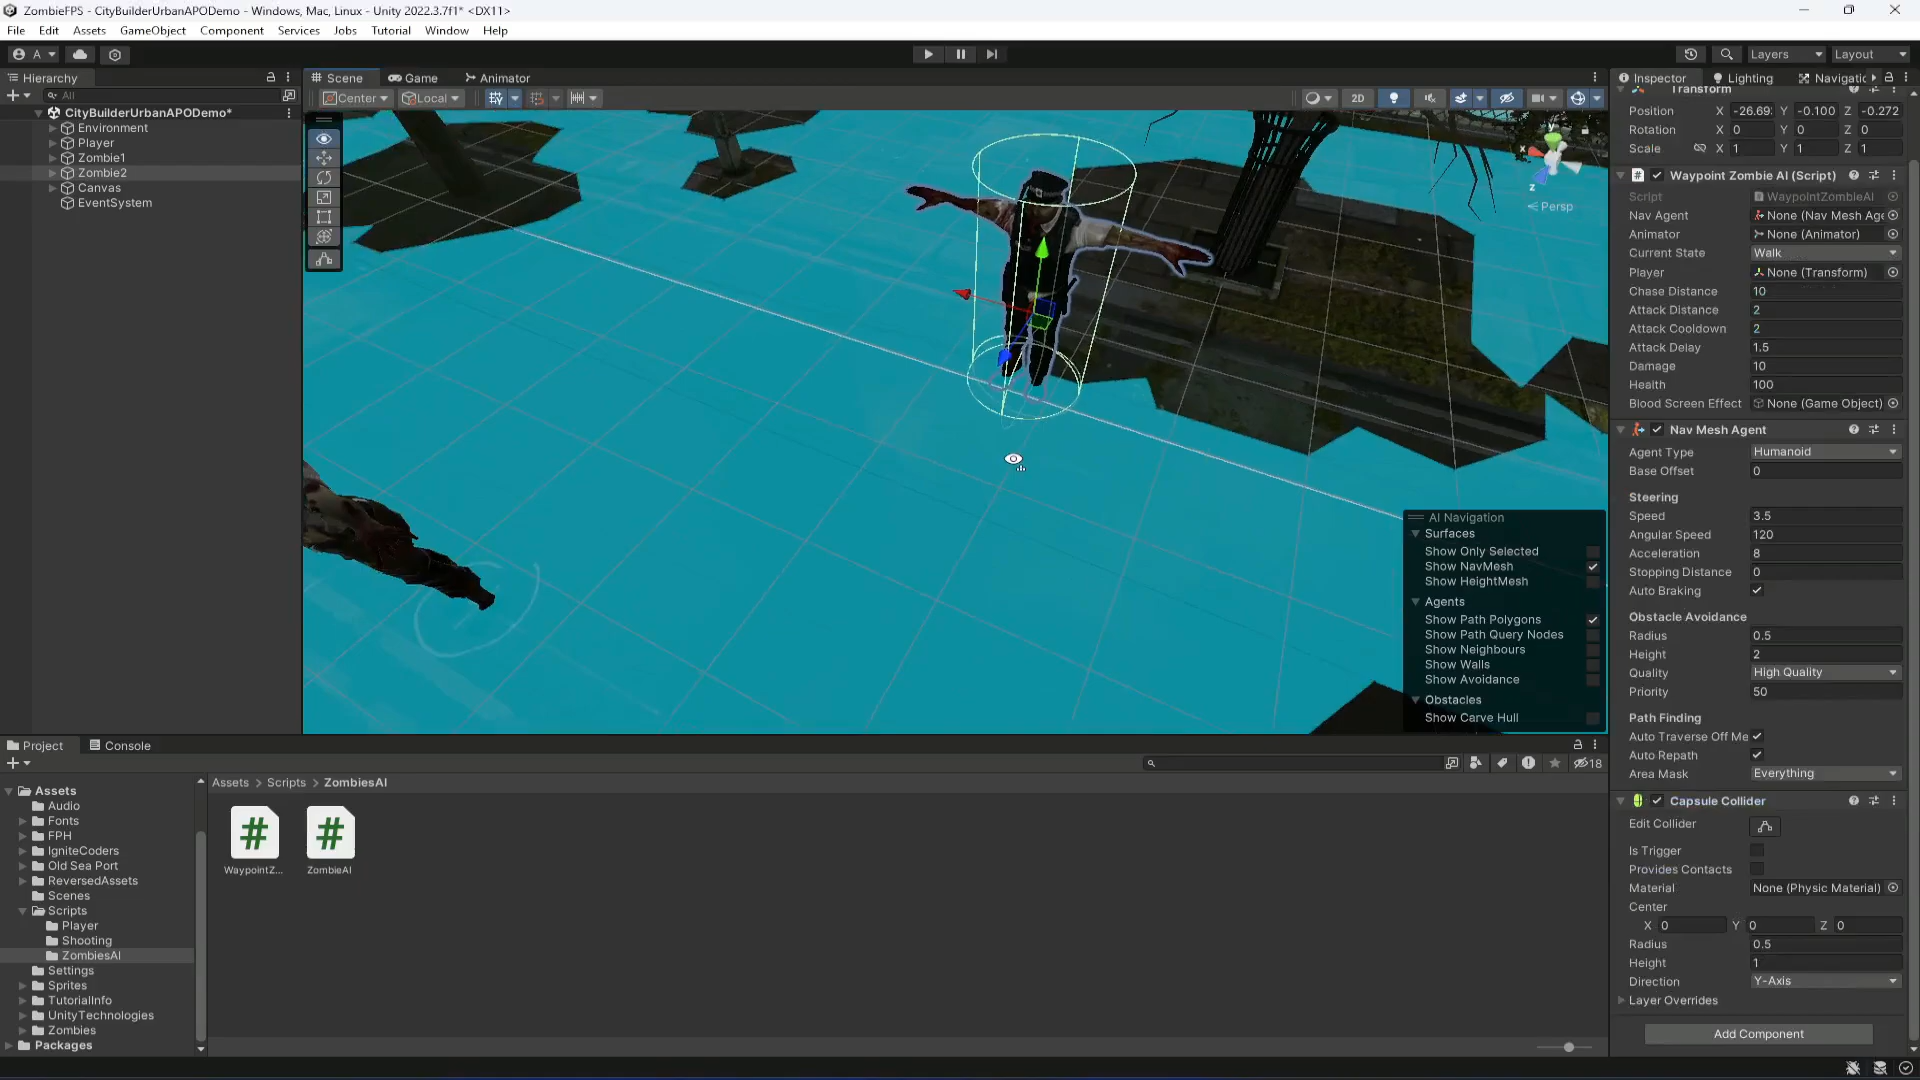 ZombieFPS - CityBuilderUrbanAPODemo - Windows, Mac, Linux - Unity 2022.3.7f1* <DX11>
File Edit Assets GameObject Component Services Jobs Tutorial Window Help
A Layers Layout
Hierarchy
All
CityBuilderUrbanAPODemo*
Environment
Player
Zombie1
Zombie2
Canvas
EventSystem
Scene Game Animator
Center Local 2D
y
x
z
Persp
AI Navigation
Surfaces
Show Only Selected
Show NavMesh
Show HeightMesh
Agents
Show Path Polygons
Show Path Query Nodes
Show Neighbours
Show Walls
Show Avoidance
Obstacles
Show Carve Hull
Inspector Lighting Navigatic
Transform
Position X -26.69 Y -0.100 Z -0.272
Rotation X 0 Y 0 Z 0
Scale X 1 Y 1 Z 1
# Waypoint Zombie AI (Script)
Script WaypointZombieAI
Nav Agent None (Nav Mesh Age
Animator None (Animator)
Current State Walk
Player None (Transform)
Chase Distance 10
Attack Distance 2
Attack Cooldown 2
Attack Delay 1.5
Damage 10
Health 100
Blood Screen Effect None (Game Object)
Nav Mesh Agent
Agent Type Humanoid
Base Offset 0
Steering
Speed 3.5
Angular Speed 120
Acceleration 8
Stopping Distance 0
Auto Braking
Obstacle Avoidance
Radius 0.5
Height 2
Quality High Quality
Priority 50
Path Finding
Auto Traverse Off Me
Auto Repath
Area Mask Everything
Capsule Collider
Edit Collider
Is Trigger
Provides Contacts
Material None (Physic Material)
Center
X 0 Y 0 Z 0
Radius 0.5
Height 1
Direction Y-Axis
Layer Overrides
Add Component
Project Console
18
Assets
Audio
Fonts
FPH
IgniteCoders
Old Sea Port
ReversedAssets
Scenes
Scripts
Player
Shooting
ZombiesAI
Settings
Sprites
TutorialInfo
UnityTechnologies
Zombies
Packages
Assets > Scripts > ZombiesAI
# #
WaypointZ... ZombieAI